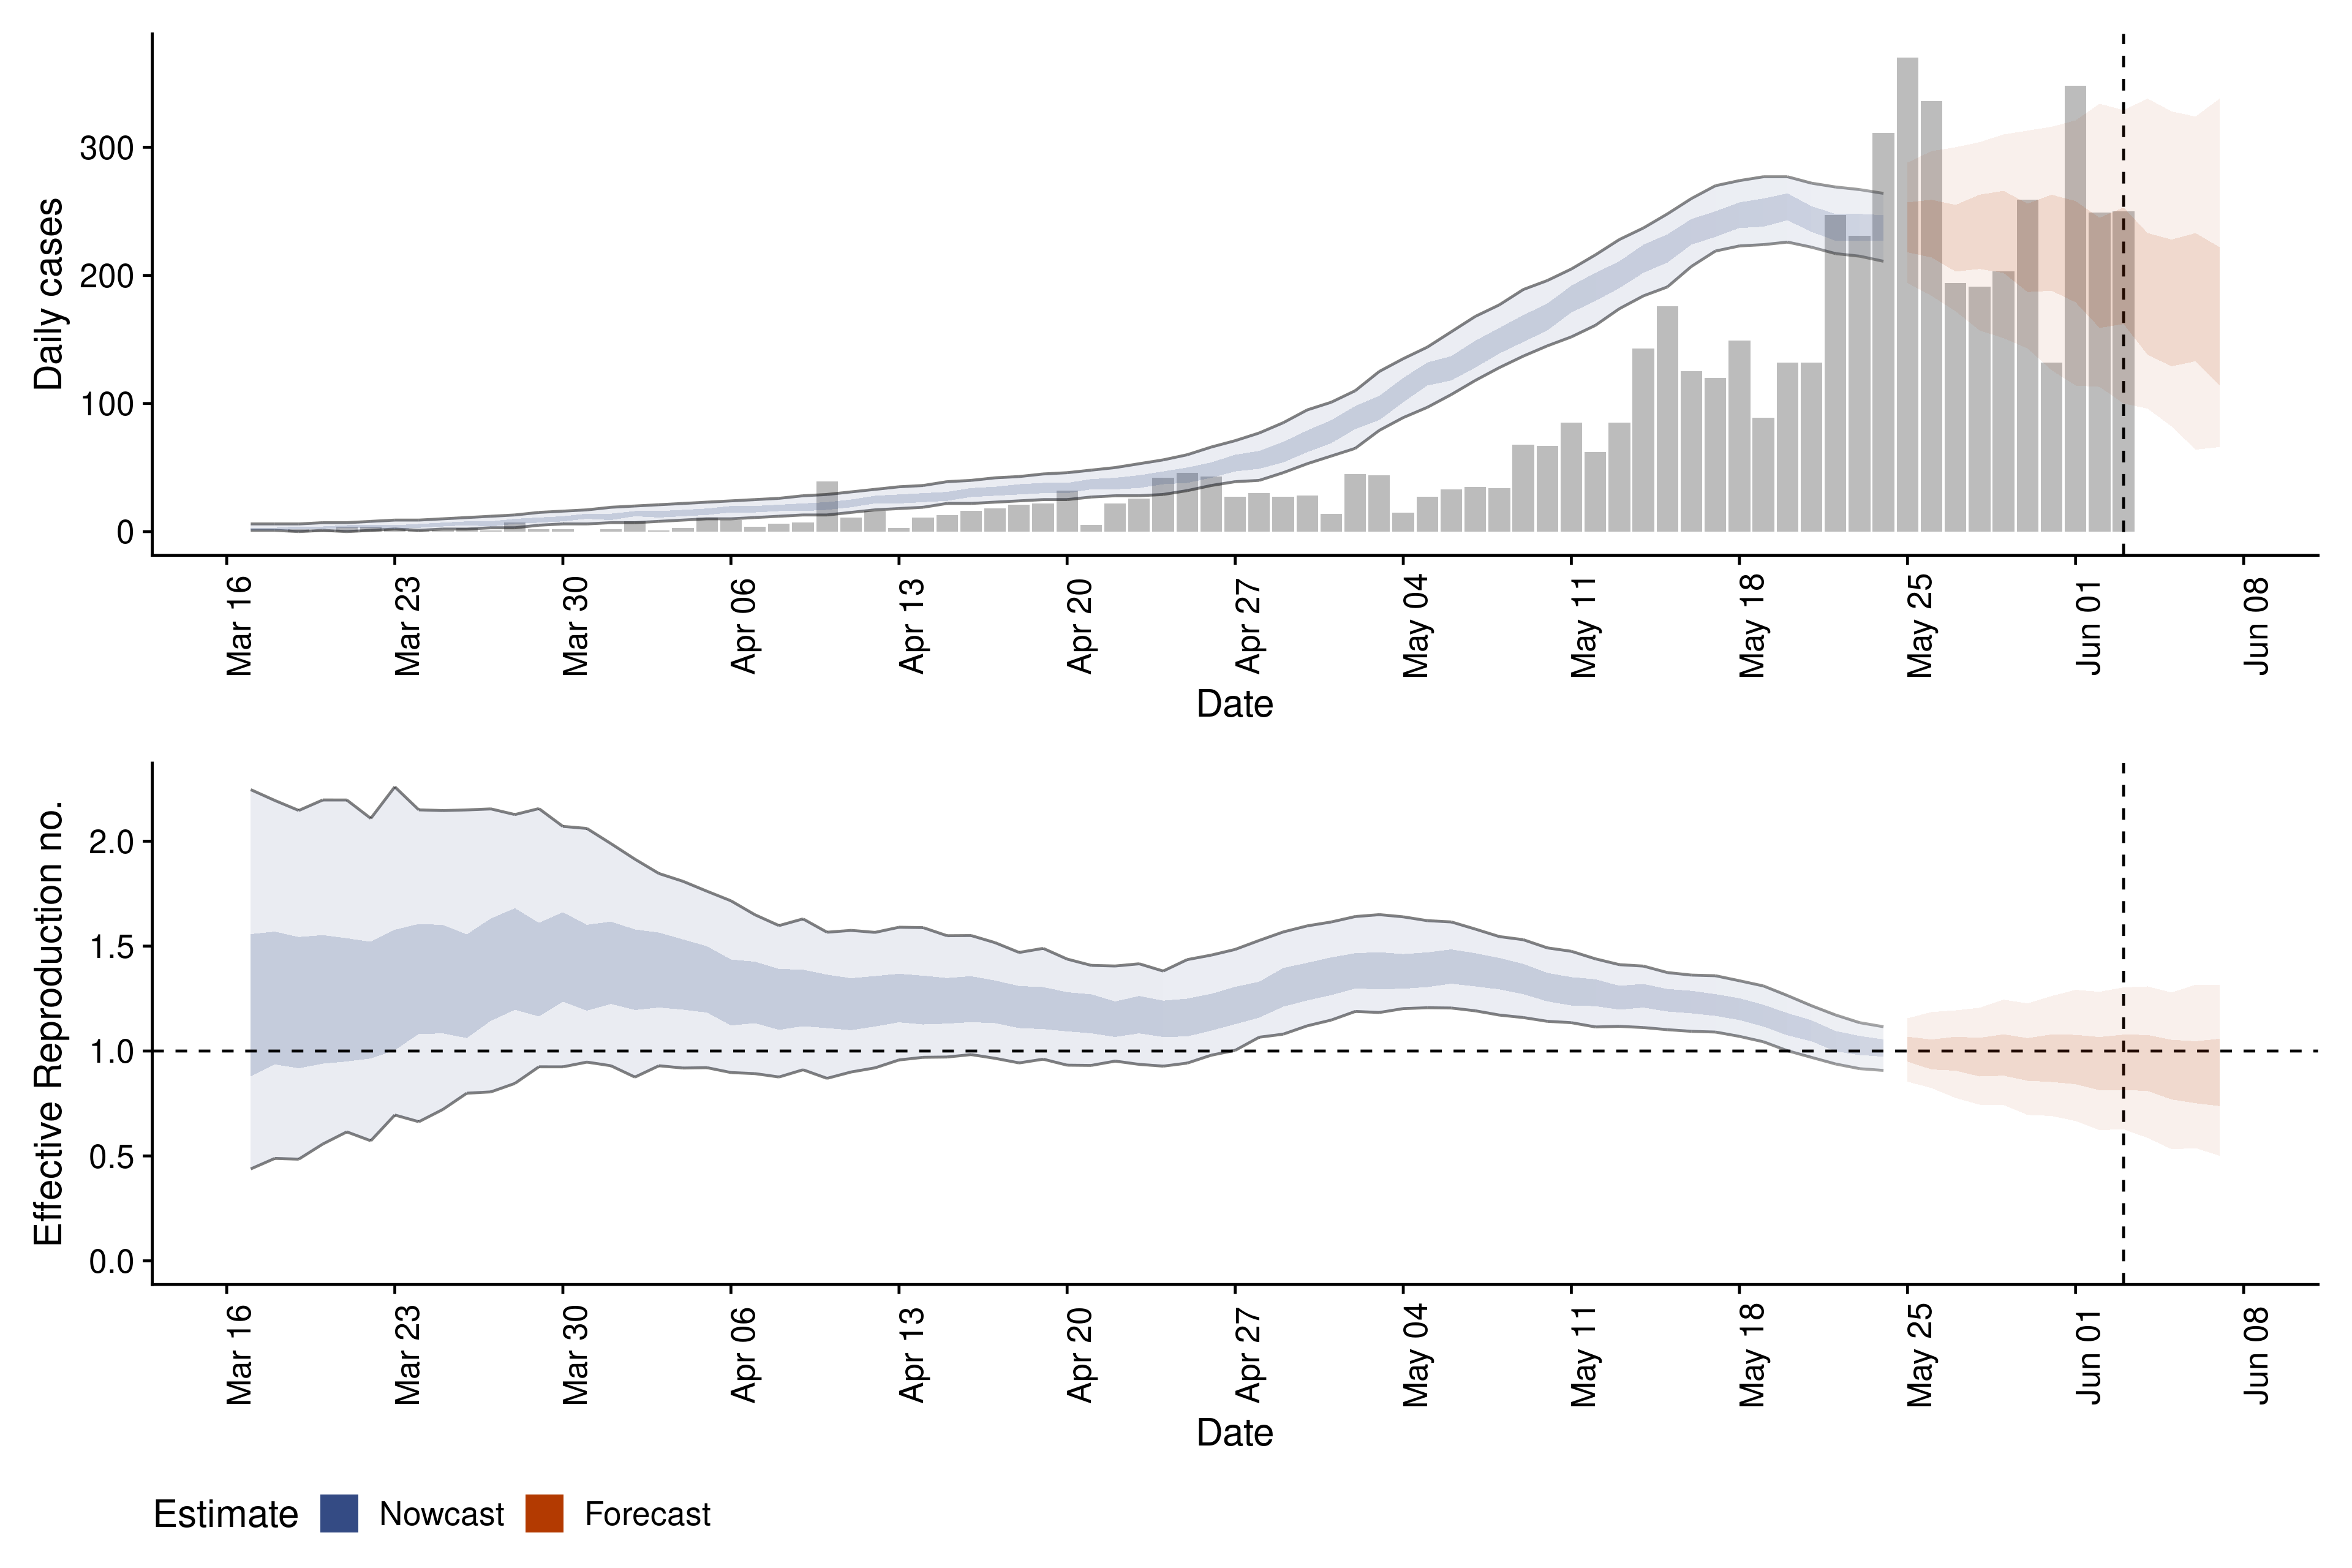 Daily cases
300
200
100
0
Mar 16
Mar 23
Mar 30
Apr 06
Apr 13
Apr 20
Apr 27
May 04
May 11
May 18
May 25
Jun 01
Jun 08
Date
Effective Reproduction no.
2.0
1.5
1.0
0.5
0.0
Mar 16
Mar 23
Mar 30
Apr 06
Apr 13
Apr 20
Apr 27
May 04
May 11
May 18
May 25
Jun 01
Jun 08
Date
Estimate Nowcast Forecast